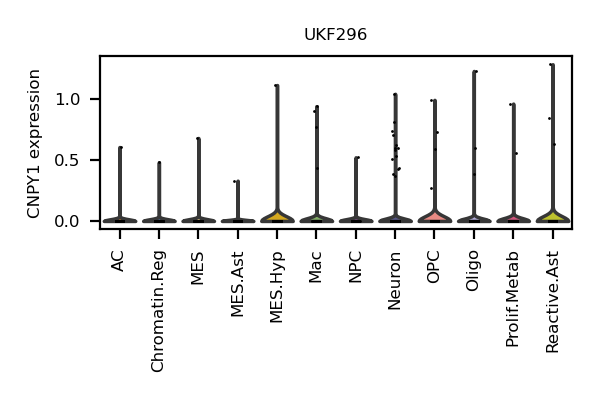 UKF296
CNPY1 expression
1.0
0.5
0.0
AC
Chromatin.Reg
MES
MES.Ast
MES.Hyp
Mac
NPC
Neuron
OPC
Oligo
Prolif.Metab
Reactive.Ast